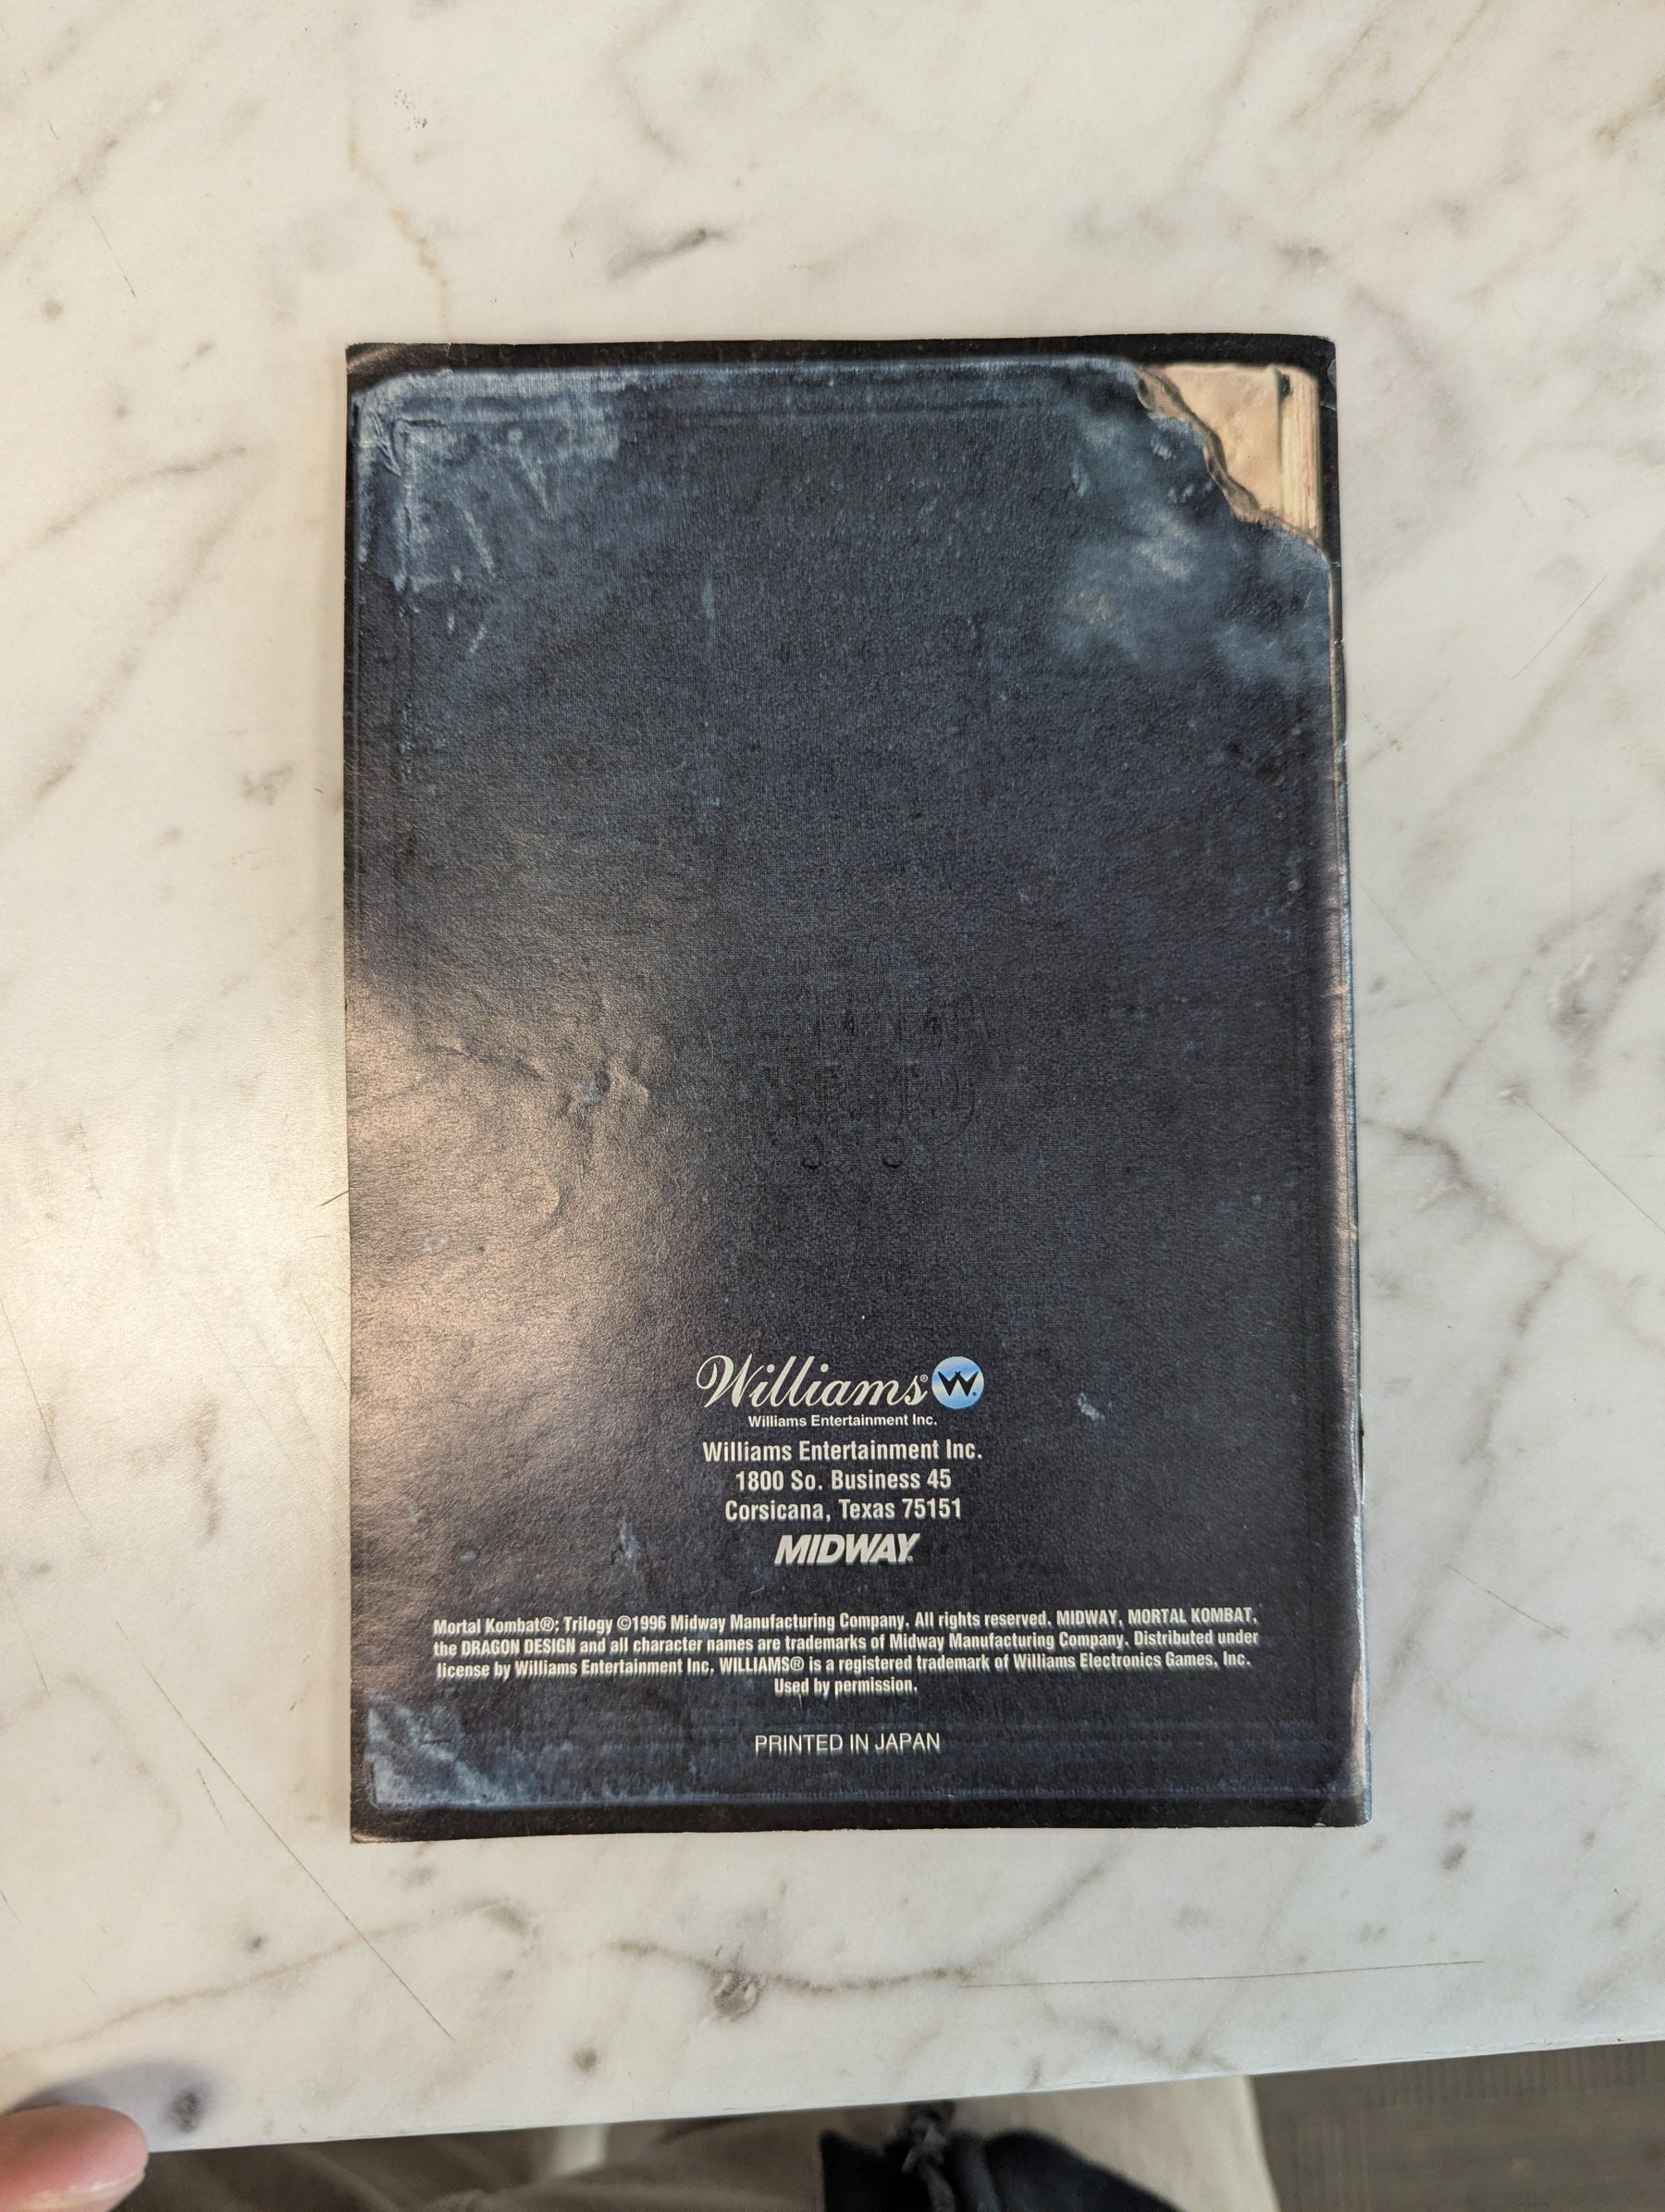 Williams® W
Williams Entertainment Inc.
Williams Entertainment Inc.
1800 So. Business 45
Corsicana, Texas 75151
MIDWAY
Mortal Kombat®; Trilogy ©1996 Midway Manufacturing Company. All rights reserved. MIDWAY, MORTAL KOMBAT,
the DRAGON DESIGN and all character names are trademarks of Midway Manufacturing Company. Distributed under
license by Williams Entertainment Inc. WILLIAMS® is a registered trademark of Williams Electronics Games, Inc.
Used by permission.
PRINTED IN JAPAN